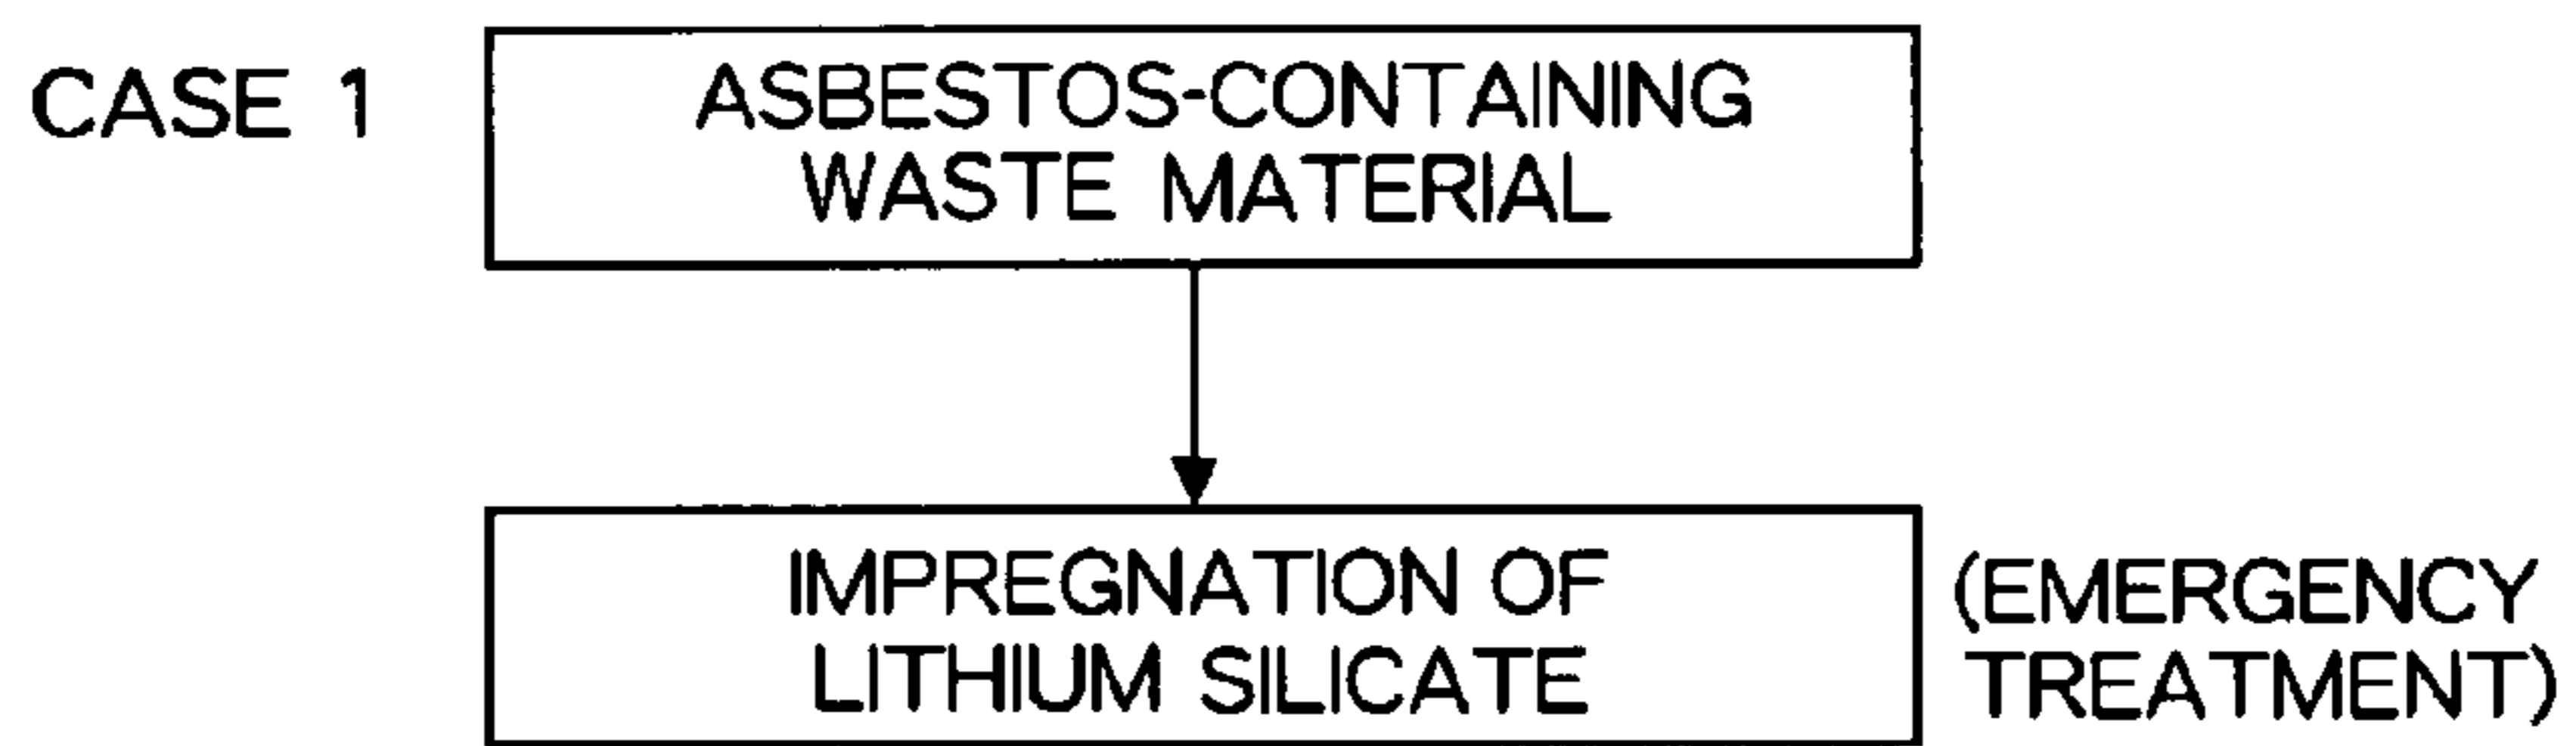 CASE 1
ASBESTOS-CONTAINING
WASTE MATERIAL
IMPREGNATION OF
LITHIUM SILICATE
(EMERGENCY
TREATMENT)